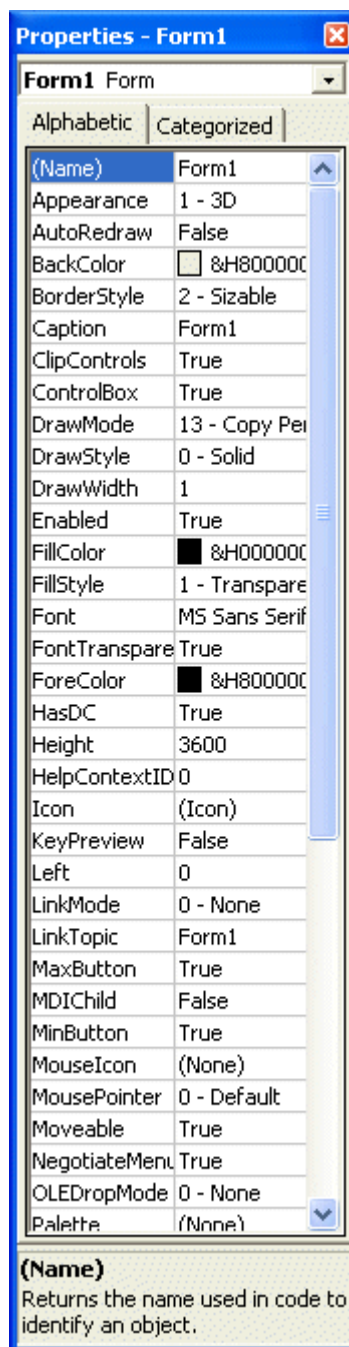 Properties - Form1
Form1 Form
Alphabetic Categorized
(Name) Form1
Appearance 1 - 3D
AutoRedraw False
BackColor &H800000
BorderStyle 2 - Sizable
Caption Form1
ClipControls True
ControlBox True
DrawMode 13 - Copy Per
DrawStyle 0 - Solid
DrawWidth 1
Enabled True
FillColor &H000000
FillStyle 1 - Transpare
Font MS Sans Serif
FontTranspare True
ForeColor &H800000
HasDC True
Height 3600
HelpContextID 0
Icon (Icon)
KeyPreview False
Left 0
LinkMode 0 - None
LinkTopic Form1
MaxButton True
MDIChild False
MinButton True
MouseIcon (None)
MousePointer 0 - Default
Moveable True
NegotiateMenu True
OLEDropMode 0 - None
Palette (None)
(Name)
Returns the name used in code to
identify an object.